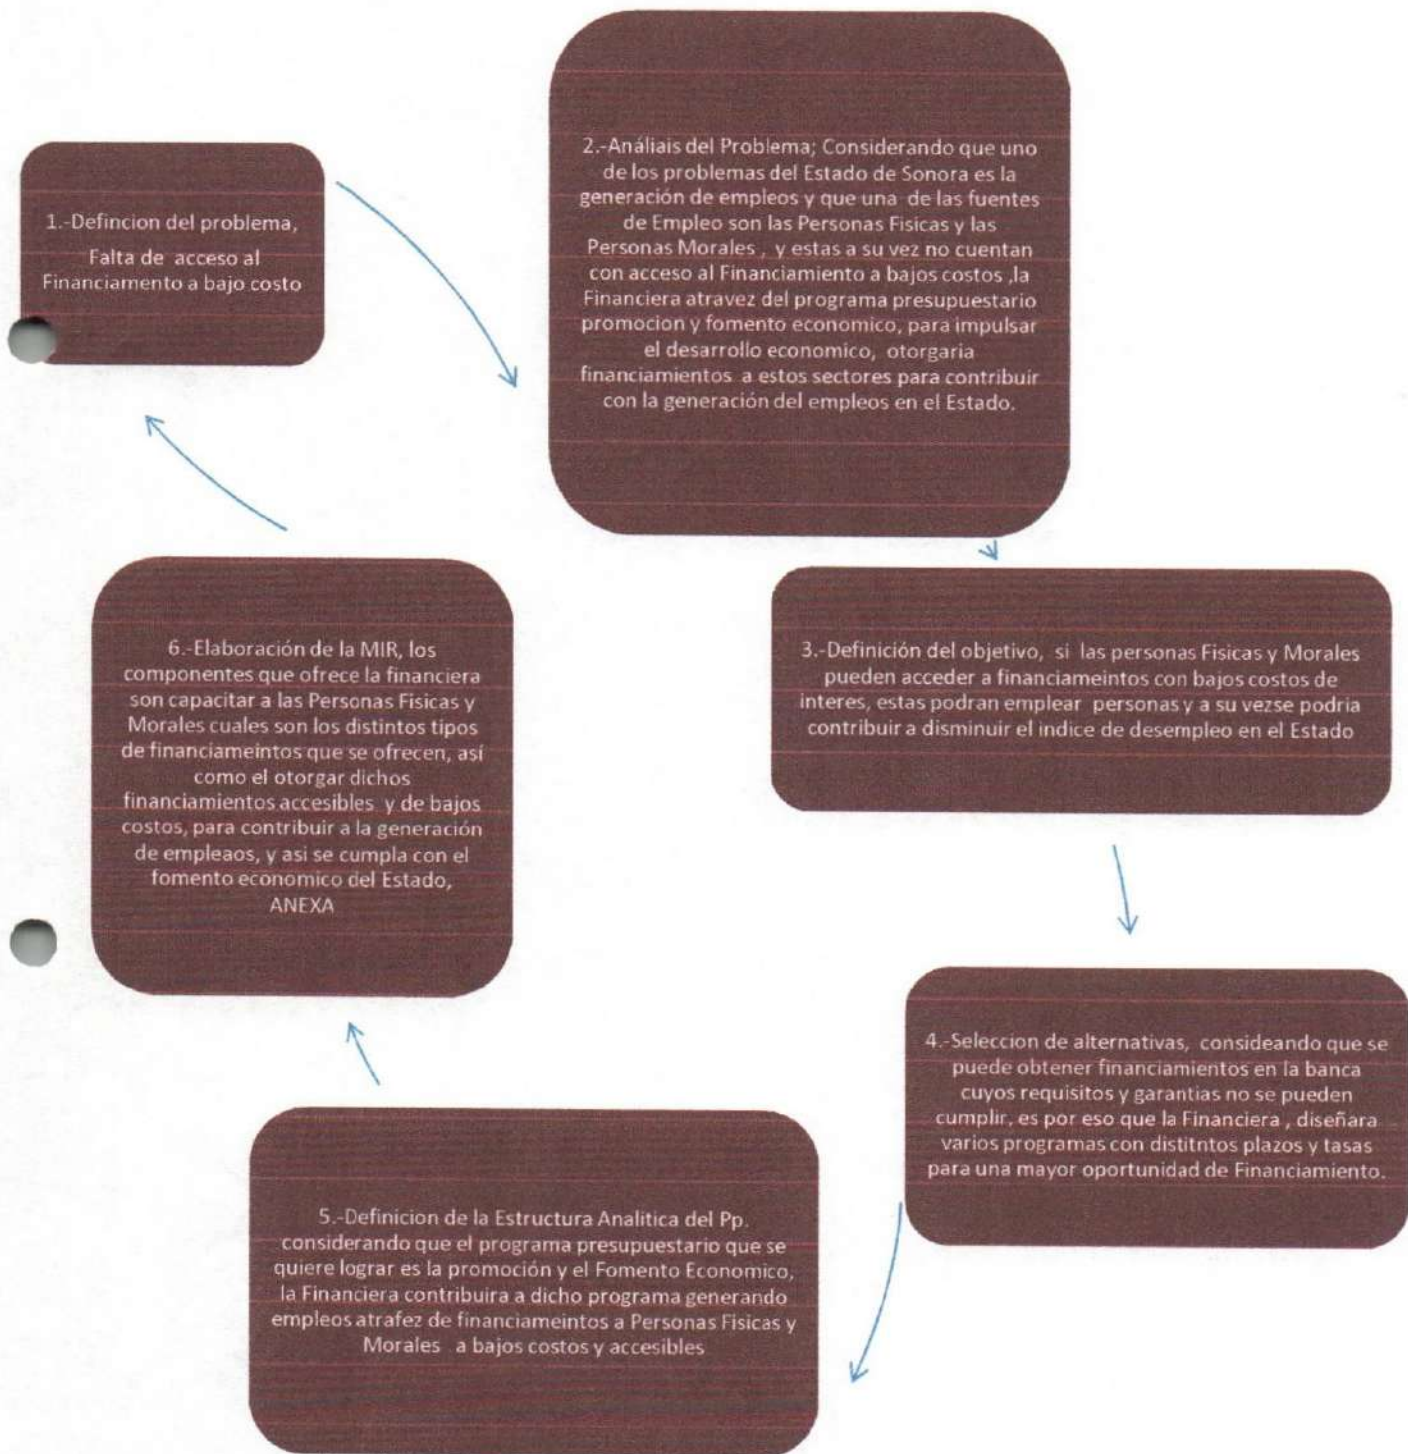 1.-Defincion del problema,
Falta de acceso al
Financiamento a bajo costo
2.-Análiais del Problema; Considerando que uno
de los problemas del Estado de Sonora es la
generación de empleos y que una de las fuentes
de Empleo son las Personas Fisicas y las
Personas Morales , y estas a su vez no cuentan
con acceso al Financiamiento a bajos costos ,la
Financiera atravez del programa presupuestario
promocion y fomento economico, para impulsar
el desarrollo economico, otorgaria
financiamientos a estos sectores para contribuir
con la generación del empleos en el Estado.
3.-Definición del objetivo, si las personas Fisicas y Morales
pueden acceder a financiameintos con bajos costos de
interes, estas podran emplear personas y a su vezse podria
contribuir a disminuir el indice de desempleo en el Estado
4.-Seleccion de alternativas, consideando que se
puede obtener financiamientos en la banca
cuyos requisitos y garantias no se pueden
cumplir, es por eso que la Financiera , diseñara
varios programas con distitntos plazos y tasas
para una mayor oportunidad de Financiamiento.
5.-Definicion de la Estructura Analitica del Pp.
considerando que el programa presupuestario que se
quiere lograr es la promoción y el Fomento Economico,
la Financiera contribuira a dicho programa generando
empleos atrafez de financiameintos a Personas Fisicas y
Morales a bajos costos y accesibles
6.-Elaboración de la MIR, los
componentes que ofrece la financiera
son capacitar a las Personas Fisicas y
Morales cuales son los distintos tipos
de financiameintos que se ofrecen, así
como el otorgar dichos
financiamientos accesibles y de bajos
costos, para contribuir a la generación
de empleaos, y asi se cumpla con el
fomento economico del Estado,
ANEXA